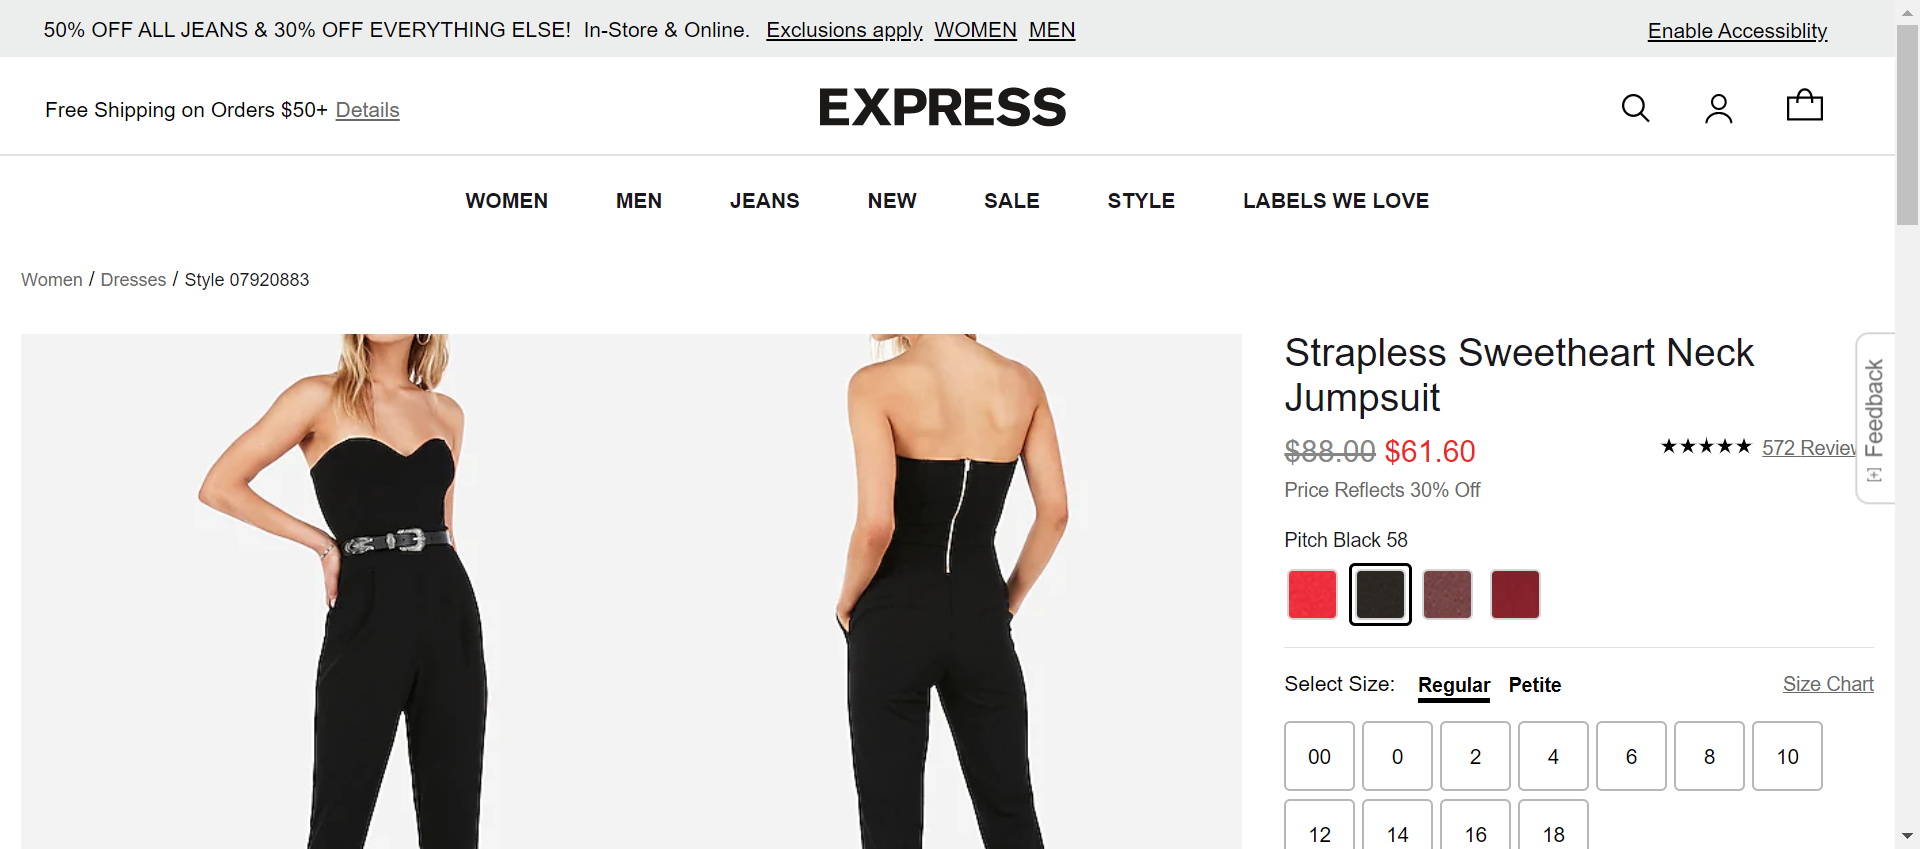 50% OFF ALL JEANS & 30% OFF EVERYTHING ELSE! In-Store & Online. Exclusions apply WOMEN MEN
Enable Accessiblity
Free Shipping on Orders $50+ Details
EXPRESS
WOMEN MEN JEANS NEW SALE STYLE LABELS WE LOVE
Women / Dresses / Style 07920883
Strapless Sweetheart Neck
Jumpsuit
$88.00 $61.60
572 Review
Price Reflects 30% Off
[+] Feedback
Pitch Black 58
Select Size: Regular Petite
Size Chart
00 0 2 4 6 8 10
12 14 16 18